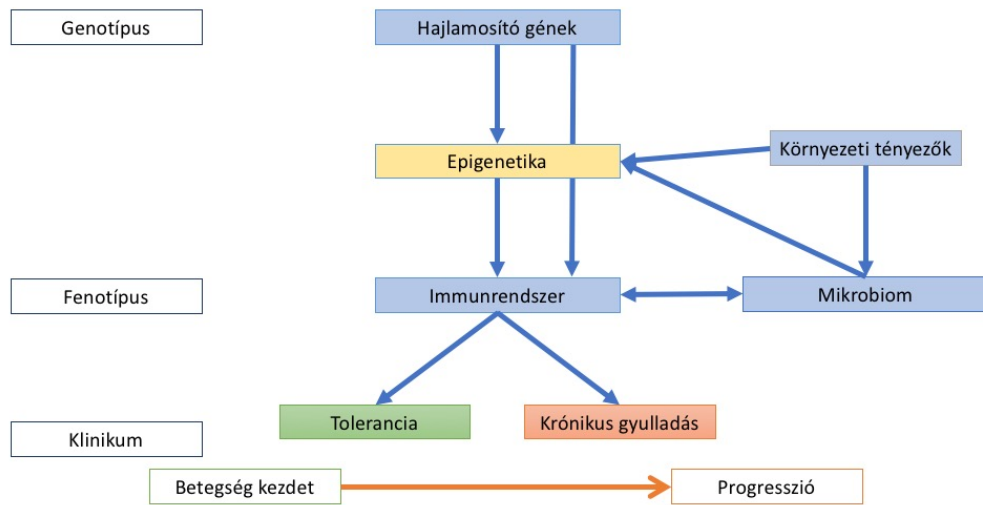 Genotípus
Hajlamosító gének
Epigenetika
Környezeti tényezők
Fenotípus
Immunrendszer
Mikrobiom
Tolerancia
Krónikus gyulladás
Klinikum
Betegség kezdet
Progresszió